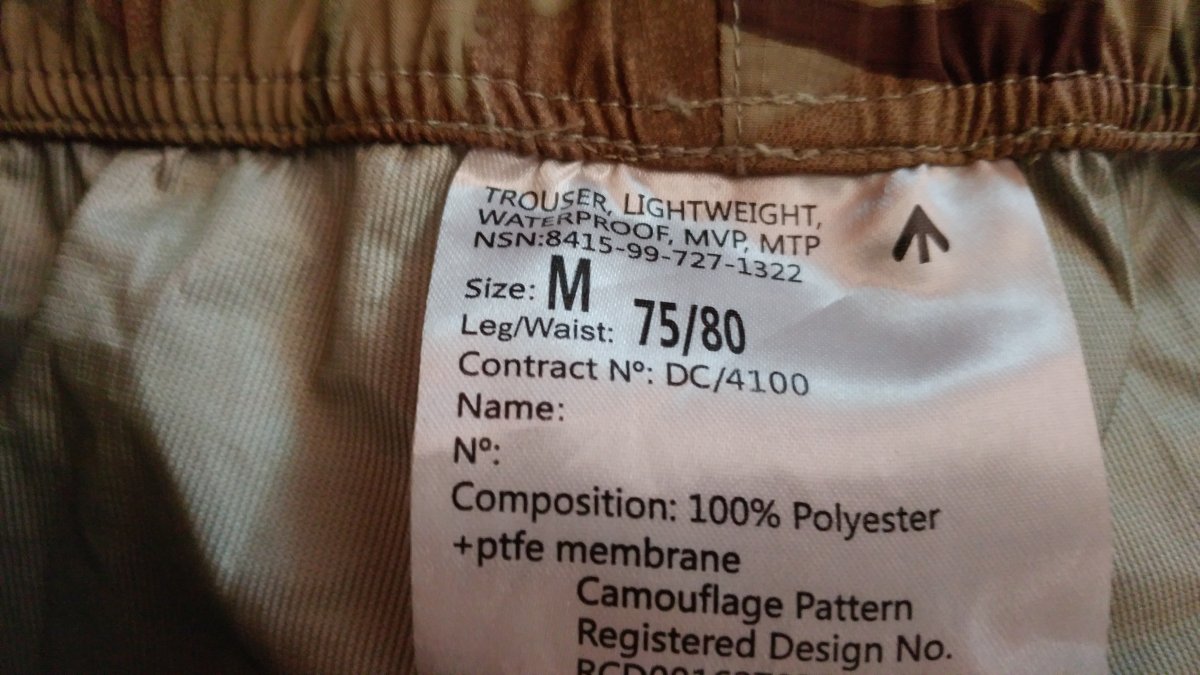 TROUSER, LIGHTWEIGHT,
WATERPROOF, MVP, MTP
NSN:8415-99-727-1322
Size: M
Leg/Waist: 75/80
Contract Nº: DC/4100
Name:
Nº:
Composition: 100% Polyester
+ptfe membrane
Camouflage Pattern
Registered Design No.